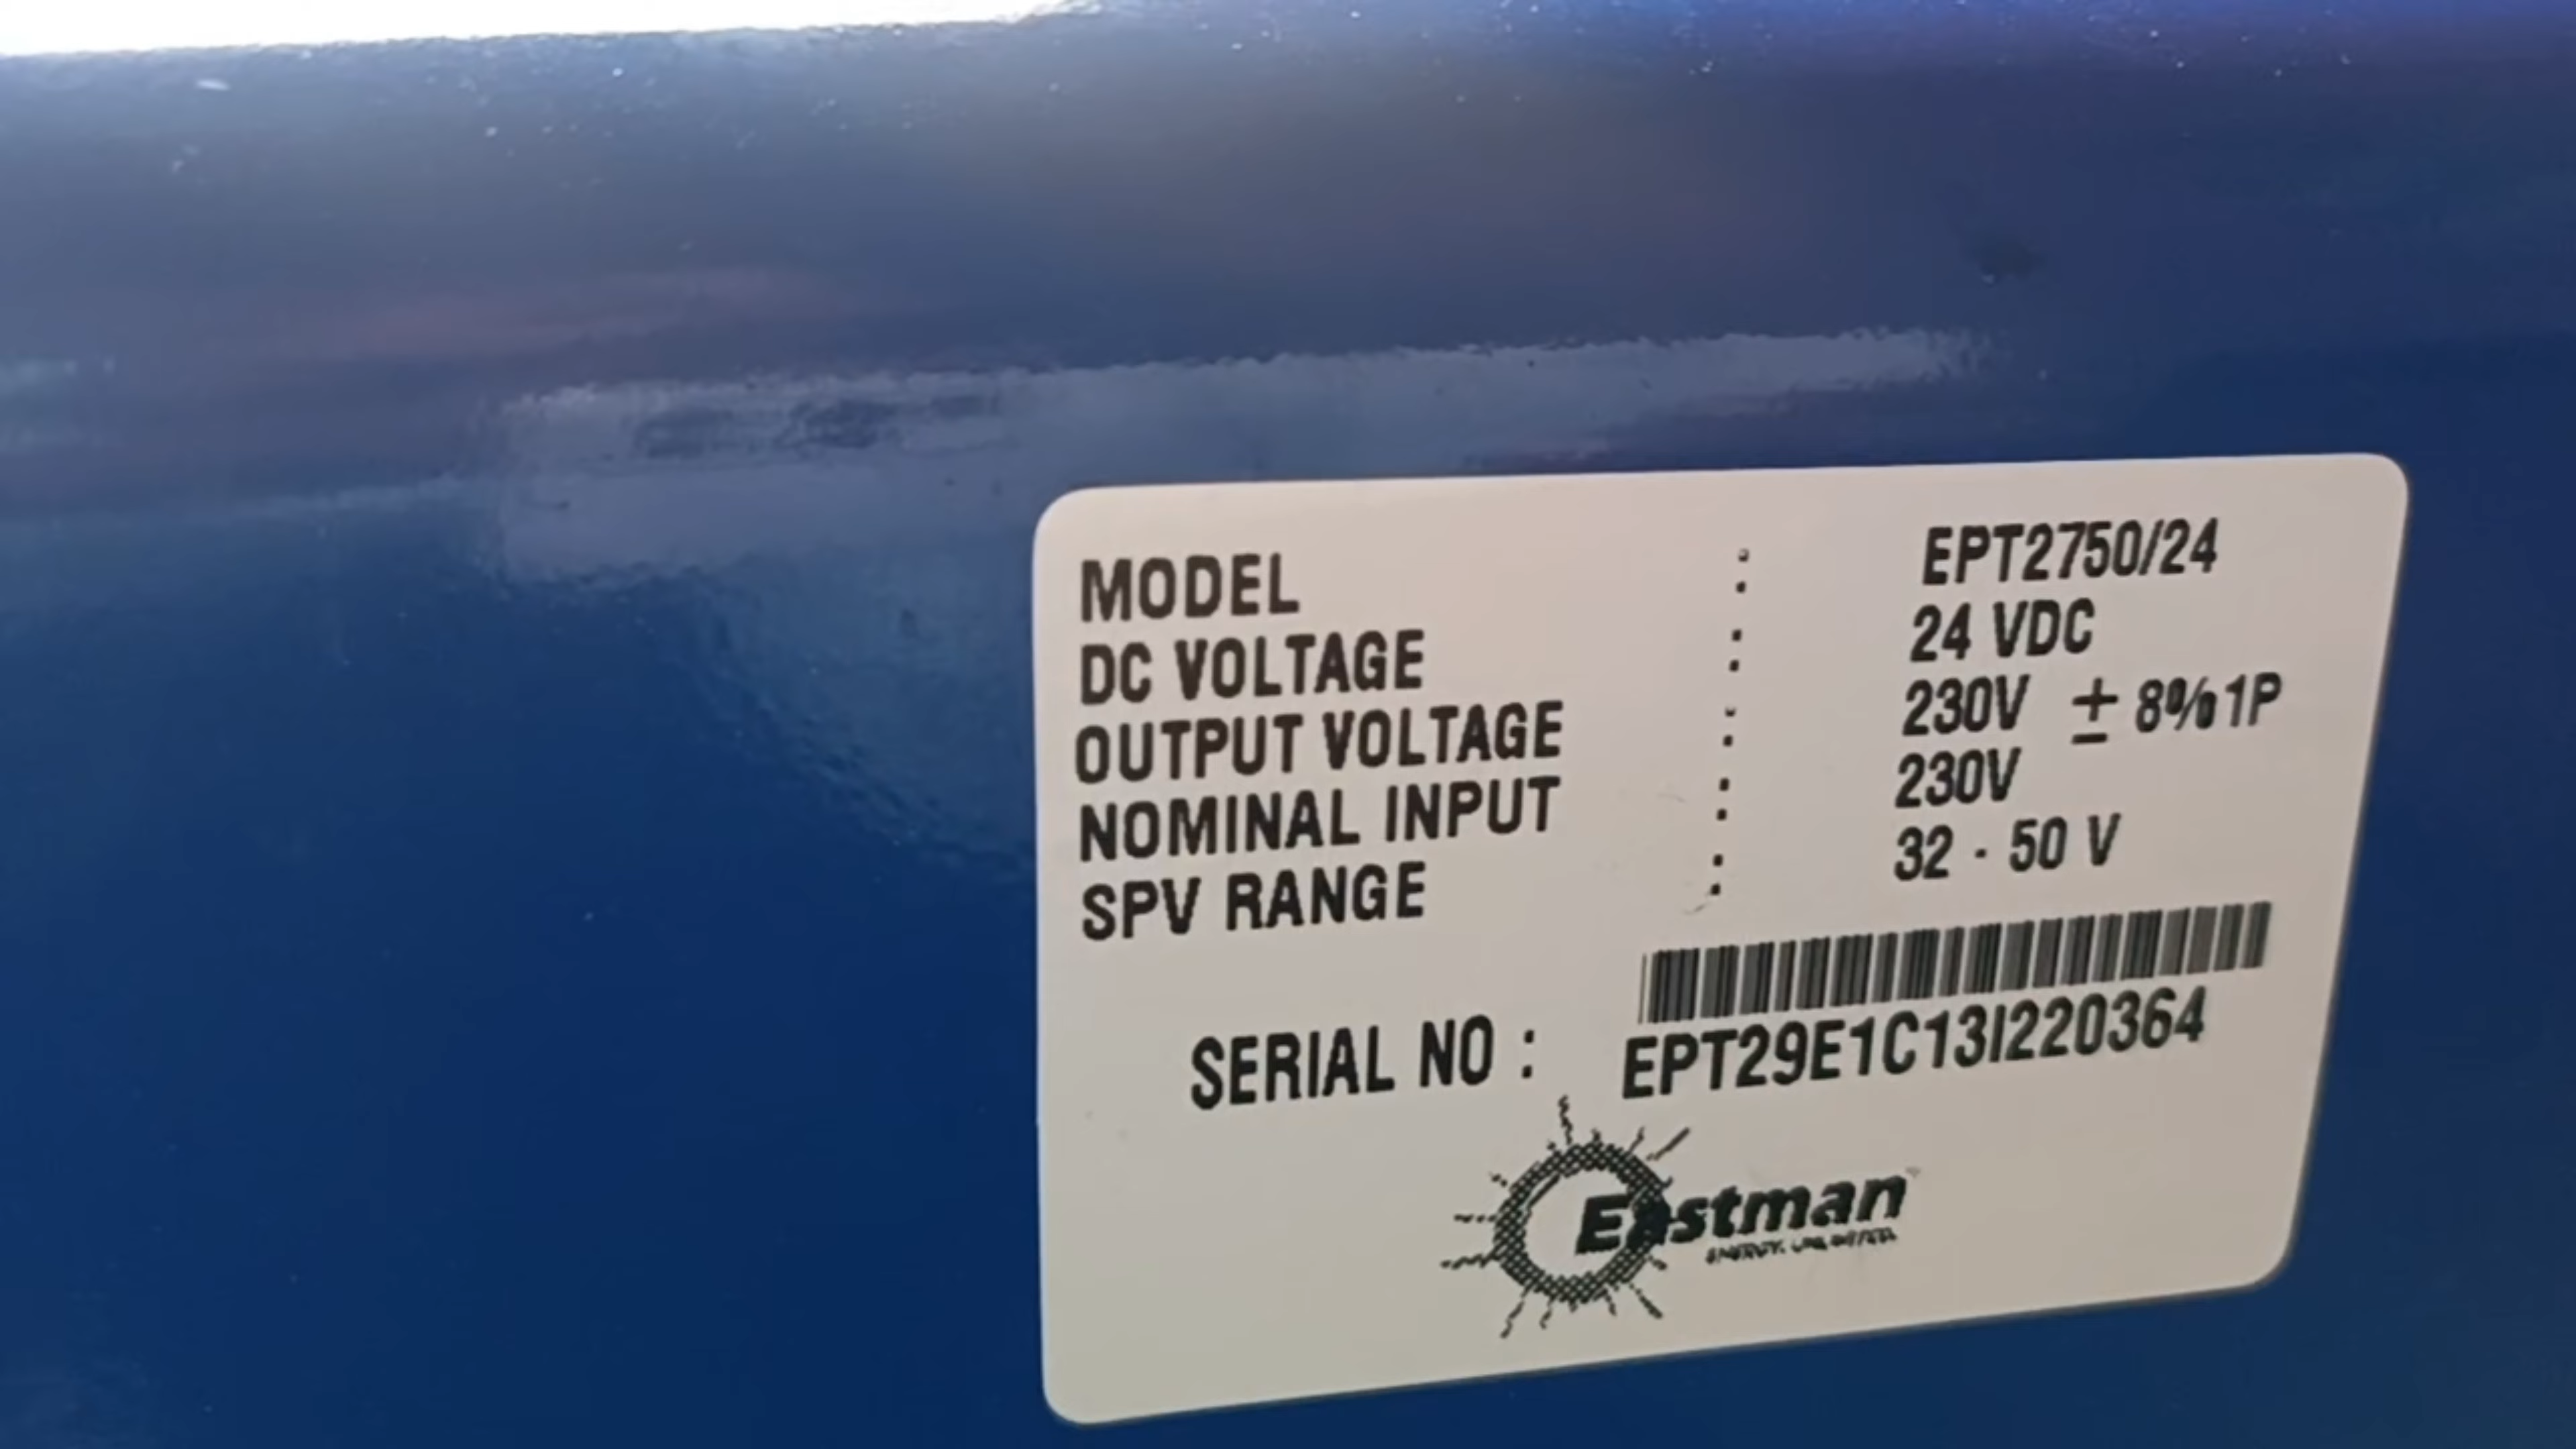 MODEL : EPT2750/24
DC VOLTAGE : 24 VDC
OUTPUT VOLTAGE : 230V ± 8%1P
NOMINAL INPUT : 230V
SPV RANGE : 32 - 50 V
SERIAL NO : EPT29E1C13I220364
Eastman